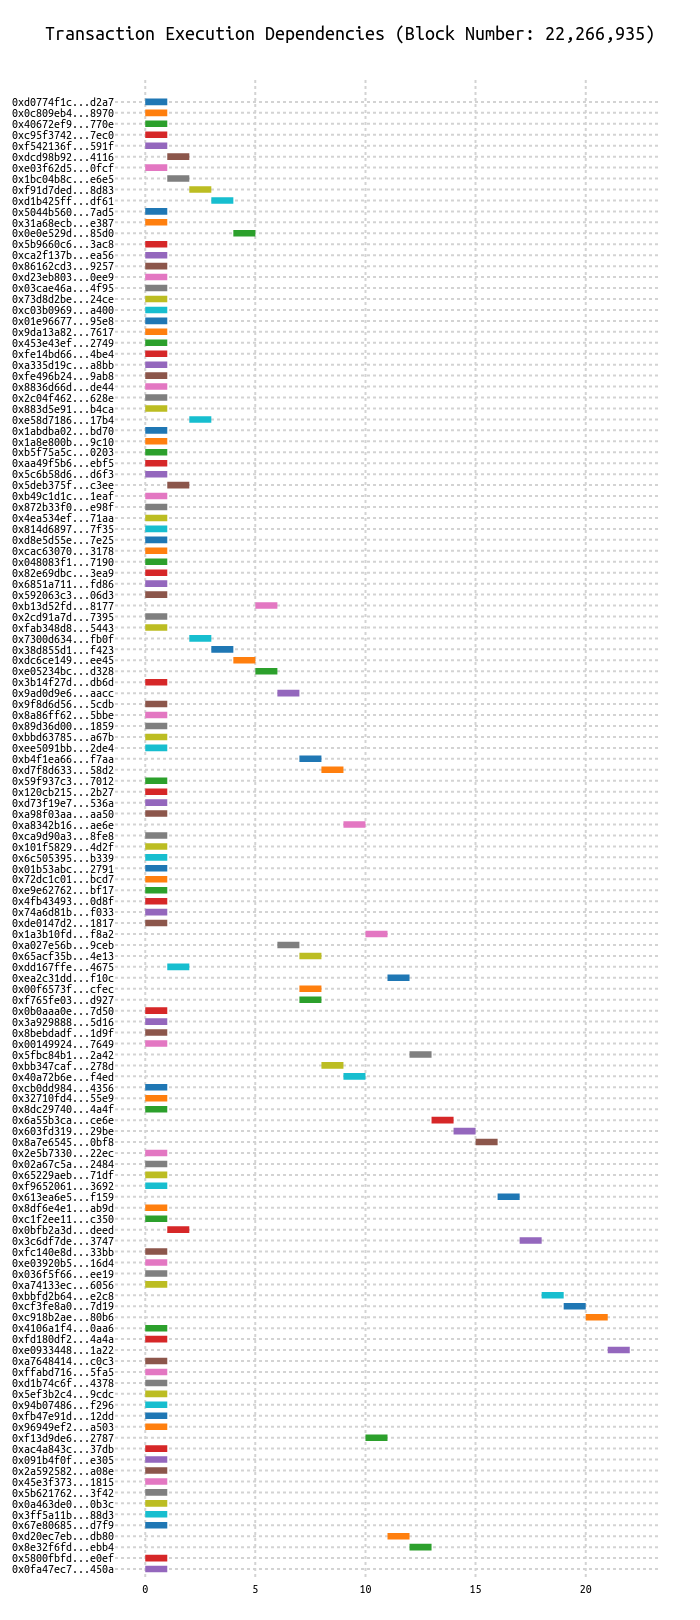 Transaction Execution Dependencies (Block Number: 22,266,935)
0xd0774f1c...d2a7
0x0c809eb4...8970
0x40672ef9...770e
0xc95f3742...7ec0
0xf542136f...591f
0xdcd98b92...4116
0xe03f62d5...0fcf
0x1bc04b8c...e6e5
0xf91d7ded...8d83
0xd1b425ff...df61
0x5044b560...7ad5
0x31a68ecb...e387
0x0e0e529d...85d0
0x5b9660c6...3ac8
0xca2f137b...ea56
0x86162cd3...9257
0xd23eb803...0ee9
0x03cae46a...4f95
0x73d8d2be...24ce
0xc03b0969...a400
0x01e96677...95e8
0x9da13a82...7617
0x453e43ef...2749
0xfe14bd66...4be4
0xa335d19c...a8bb
0xfe496b24...9ab8
0x8836d66d...de44
0x2c04f462...628e
0x883d5e91...b4ca
0xe58d7186...17b4
0x1abdba02...bd70
0x1a8e800b...9c10
0xb5f75a5c...0203
0xaa49f5b6...ebf5
0x5c6b58d6...d6f3
0x5deb375f...c3ee
0xb49c1d1c...1eaf
0x872b33f0...e98f
0x4ea534ef...71aa
0x814d6897...7f35
0xd8e5d55e...7e25
0xcac63070...3178
0x048083f1...7190
0x82e69dbc...3ea9
0x6851a711...fd86
0x592063c3...06d3
0xb13d52fd...8177
0x2cd91a7d...7395
0xfab348d8...5443
0x7300d634...fb0f
0x38d855d1...f423
0xdc6ce149...ee45
0xe05234bc...d328
0x3b14f27d...db6d
0x9ad0d9e6...aacc
0x9f8d6d56...5cdb
0x8a86ff62...5bbe
0x89d36d00...1859
0xbbd63785...a67b
0xee5091bb...2de4
0xb4f1ea66...f7aa
0xd7f8d633...58d2
0x59f937c3...7012
0x120cb215...2b27
0xd73f19e7...536a
0xa98f03aa...aa50
0xa8342b16...ae6e
0xca9d90a3...8fe8
0x101f5829...4d2f
0x6c505395...b339
0x01b53abc...2791
0x72dc1c01...bcd7
0xe9e62762...bf17
0x4fb43493...0d8f
0x74a6d81b...f033
0xde0147d2...1817
0x1a3b10fd...f8a2
0xa027e56b...9ceb
0x65acf35b...4e13
0xdd167ffe...4675
0xea2c31dd...f10c
0x00f6573f...cfec
0xf765fe03...d927
0x0b0aaa0e...7d50
0x3a929888...5d16
0x8bebdadf...1d9f
0x00149924...7649
0x5fbc84b1...2a42
0xbb347caf...278d
0x40a72b6e...f4ed
0xcb0dd984...4356
0x32710fd4...55e9
0x8dc29740...4a4f
0x6a55b3ca...ce6e
0x603fd319...29be
0x8a7e6545...0bf8
0x2e5b7330...22ec
0x02a67c5a...2484
0x65229aeb...71df
0xf9652061...3692
0x613ea6e5...f159
0x8df6e4e1...ab9d
0xc1f2ee11...c350
0x0bfb2a3d...deed
0x3c6df7de...3747
0xfc140e8d...33bb
0xe03920b5...16d4
0x036f5f66...ee19
0xa74133ec...6056
0xbbfd2b64...e2c8
0xcf3fe8a0...7d19
0xc918b2ae...80b6
0x4106a1f4...0aa6
0xfd180df2...4a4a
0xe0933448...1a22
0xa7648414...c0c3
0xffabd716...5fa5
0xd1b74c6f...4378
0x5ef3b2c4...9cdc
0x94b07486...f296
0xfb47e91d...12dd
0x96949ef2...a503
0xf13d9de6...2787
0xac4a843c...37db
0x091b4f0f...e305
0x2a592582...a08e
0x45e3f373...1815
0x5b621762...3f42
0x0a463de0...0b3c
0x3ff5a11b...88d3
0x67e80685...d7f9
0xd20ec7eb...db80
0x8e32f6fd...ebb4
0x5800fbfd...e0ef
0x0fa47ec7...450a
0 5 10 15 20